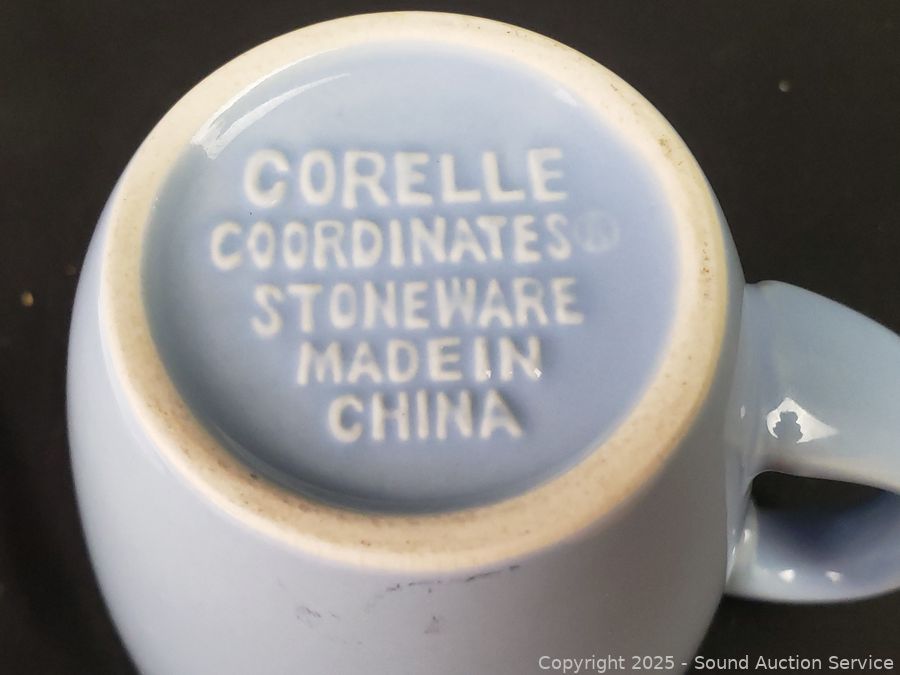 CORELLE
COORDINATES®
STONEWARE
MADE IN
CHINA
Copyright 2025 - Sound Auction Service